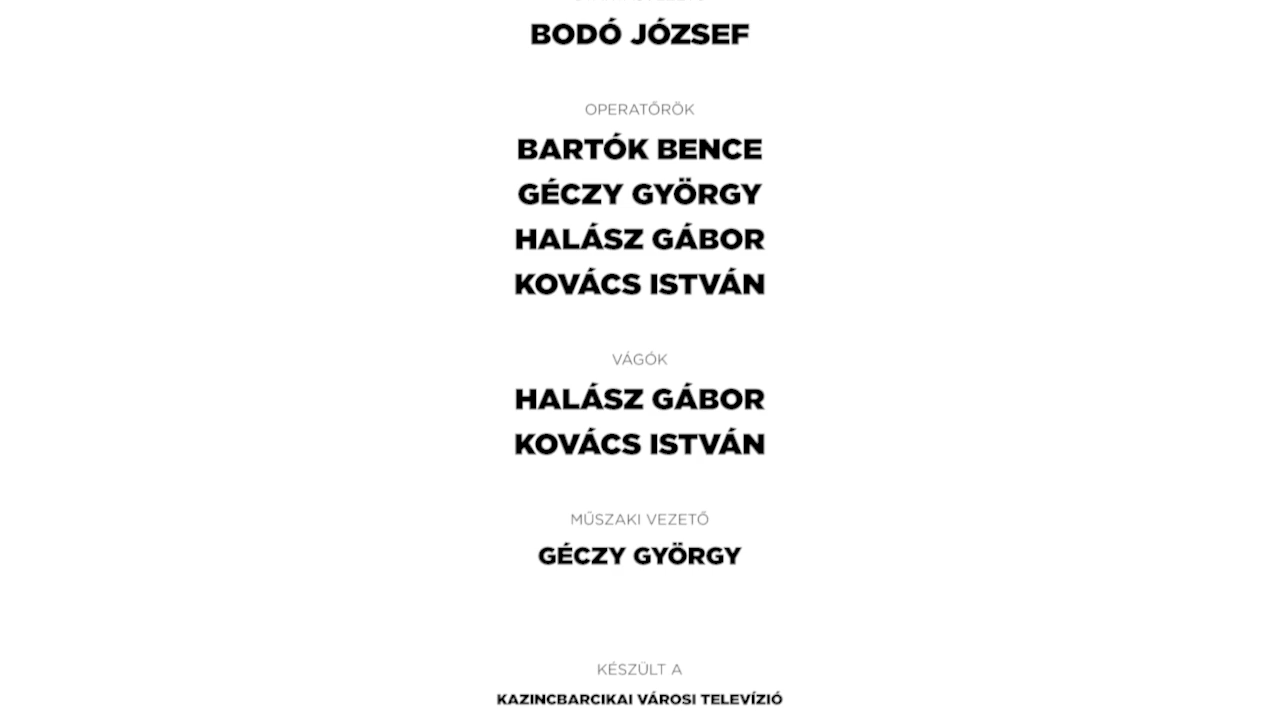 BODÓ JÓZSEF
OPERATŐRÖK
BARTÓK BENCE
GÉCZY GYÖRGY
HALÁSZ GÁBOR
KOVÁCS ISTVÁN
VÁGÓK
HALÁSZ GÁBOR
KOVÁCS ISTVÁN
MŰSZAKI VEZETŐ
GÉCZY GYÖRGY
KÉSZÜLT A
KAZINCBARCIKAI VÁROSI TELEVÍZIÓ